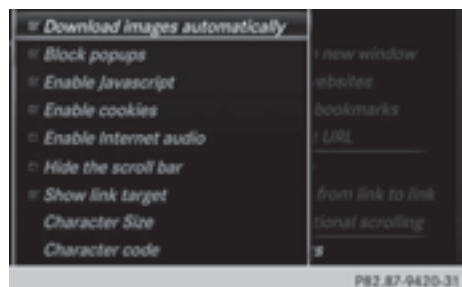 Download images automatically
Block popups
n new window
Enable Javascript
ebsites
Enable cookies
bookmarks
Enable Internet audio
t URL
Hide the scroll bar
Show link target
from link to link
Character Size
tional scrolling
Character code
s
P82.87-9420-31